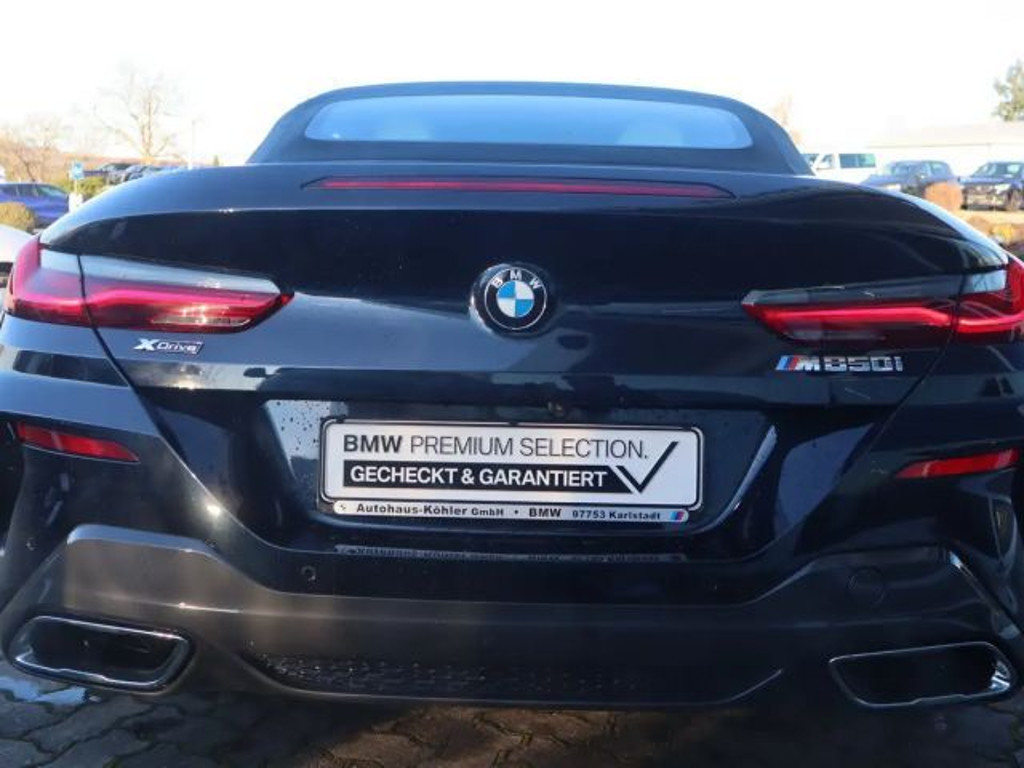 BMW
XDrive
M850i
BMW PREMIUM SELECTION.
GECHECKT & GARANTIERT
Autohaus-Köhler GmbH • BMW 97753 Karlstadt